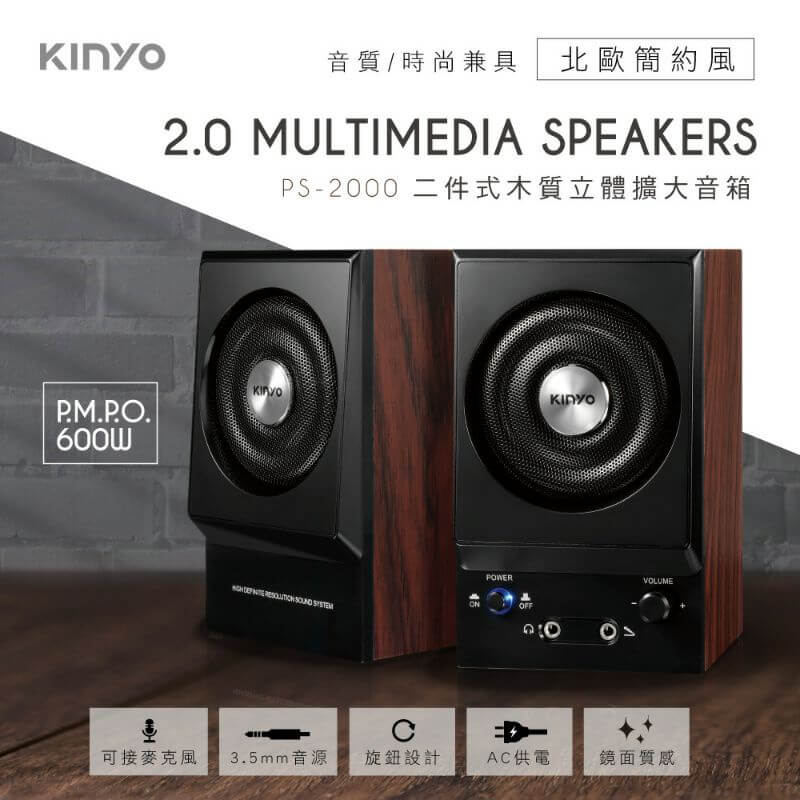 KINYO
音質/時尚兼具 北歐簡約風
2.0 MULTIMEDIA SPEAKERS
PS-2000 二件式木質立體擴大音箱
P.M.P.O.
600W
KINYO
KINYO
HIGH DEFINITE RESOLUTION SOUND SYSTEM
POWER
ON OFF
VOLUME
- +
可接麥克風 3.5mm音源 旋鈕設計 AC供電 鏡面質感